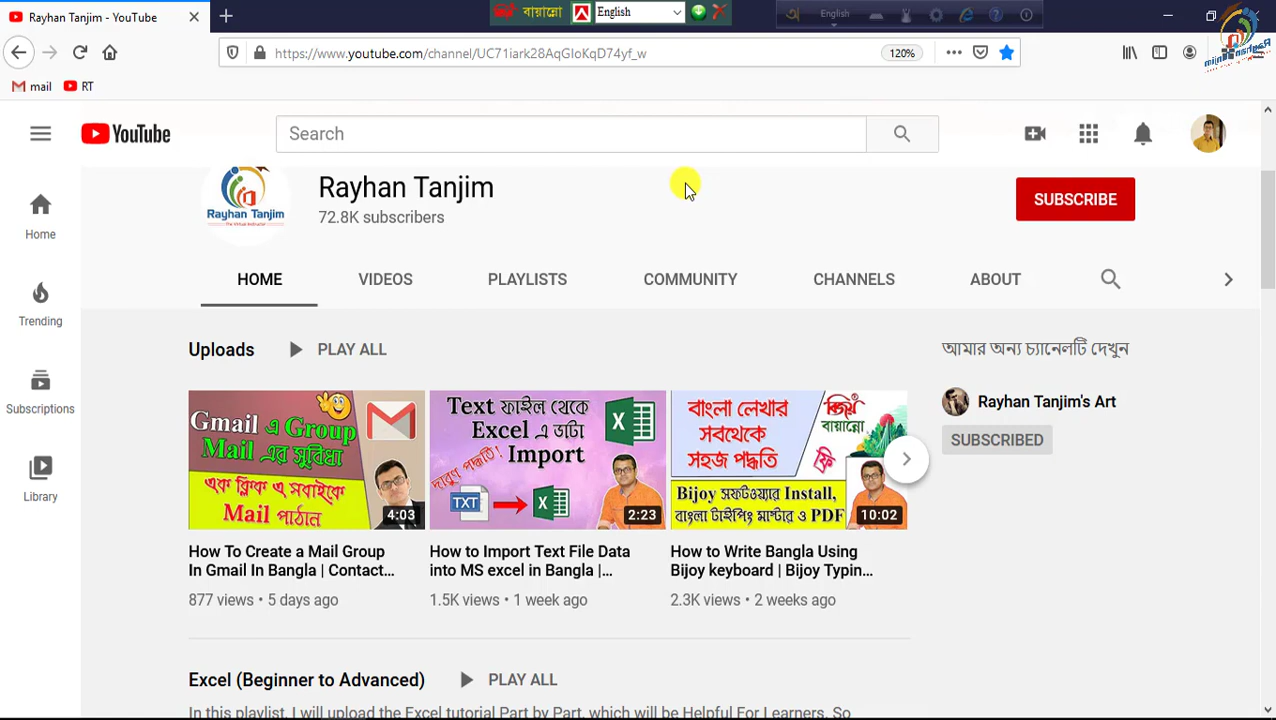 Rayhan Tanjim - YouTube
বায়ান্নো
English
English
https://www.youtube.com/channel/UC71iark28AqGIoKqD74yf_w
120%
mail
RT
YouTube
Search
Rayhan Tanjim
72.8K subscribers
SUBSCRIBE
Rayhan Tanjim
Home
Trending
Subscriptions
Library
HOME
VIDEOS
PLAYLISTS
COMMUNITY
CHANNELS
ABOUT
Uploads
PLAY ALL
আমার অন্য চ্যানেলটি দেখুন
Rayhan Tanjim's Art
SUBSCRIBED
Gmail এ Group
Mail এর সুবিধা
এক ক্লিক এ সবাইকে
Mail পাঠান
4:03
Text ফাইল থেকে
Excel এ ডাটা
Import
দারুণ পদ্ধতি!
TXT
2:23
বাংলা লেখার
সবথেকে
সহজ পদ্ধতি
বিজয়
বায়ান্নো
ফ্রি
Bijoy সফটওয়্যার Install,
বাংলা টাইপিং মাস্টার ও PDF
10:02
How To Create a Mail Group
In Gmail In Bangla | Contact...
877 views • 5 days ago
How to Import Text File Data
into MS excel in Bangla |...
1.5K views • 1 week ago
How to Write Bangla Using
Bijoy keyboard | Bijoy Typin...
2.3K views • 2 weeks ago
Excel (Beginner to Advanced)
PLAY ALL
In this playlist, I will upload the Excel tutorial Part by Part, which will be Helpful For Learners. So